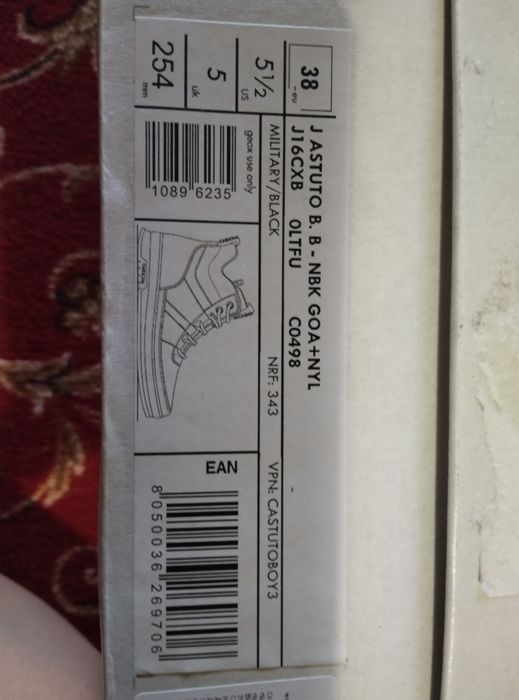 38 -eu
J ASTUTO B. B - NBK GOA+NYL
J16CXB 0LTFU C0498
5½ US
MILITARY/BLACK NRF: 343 VPN: CASTUTOBOY3
5 uk
geox use only
1089 6235
254 mm
EAN
8 050036 269706